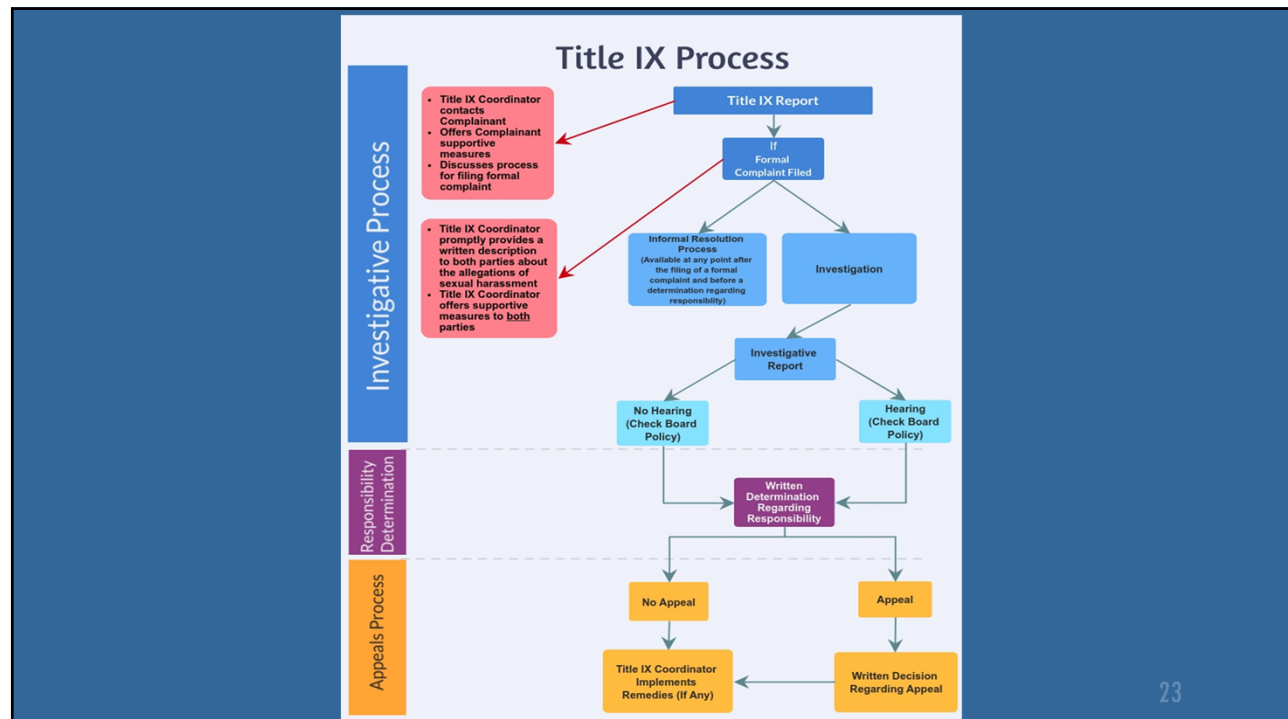 Title IX Process
Investigative Process
Title IX Report
• Title IX Coordinator
contacts
Complainant
• Offers Complainant
supportive
measures
• Discusses process
for filing formal
complaint
If
Formal
Complaint Filed
• Title IX Coordinator
promptly provides a
written description
to both parties about
the allegations of
sexual harassment
• Title IX Coordinator
offers supportive
measures to both
parties
Informal Resolution
Process
(Available at any point after
the filing of a formal
complaint and before a
determination regarding
responsiblity)
Investigation
Investigative
Report
No Hearing
(Check Board
Policy)
Hearing
(Check Board
Policy)
Responsibility
Determination
Written
Determination
Regarding
Responsibility
Appeals Process
No Appeal
Appeal
Title IX Coordinator
Implements
Remedies (If Any)
Written Decision
Regarding Appeal
23